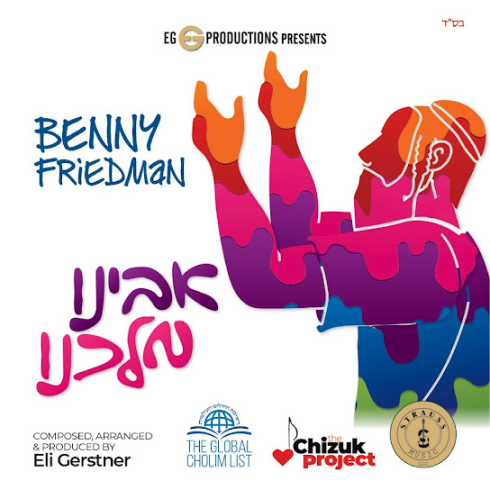 EG PRODUCTIONS PRESENTS
בס"ד
BENNY
FRIEDMAN
אבינו
מלכנו
COMPOSED, ARRANGED
& PRODUCED BY
Eli Gerstner
THE GLOBAL
CHOLIM LIST
the
Chizuk
project
STRAUSS
MUSIC